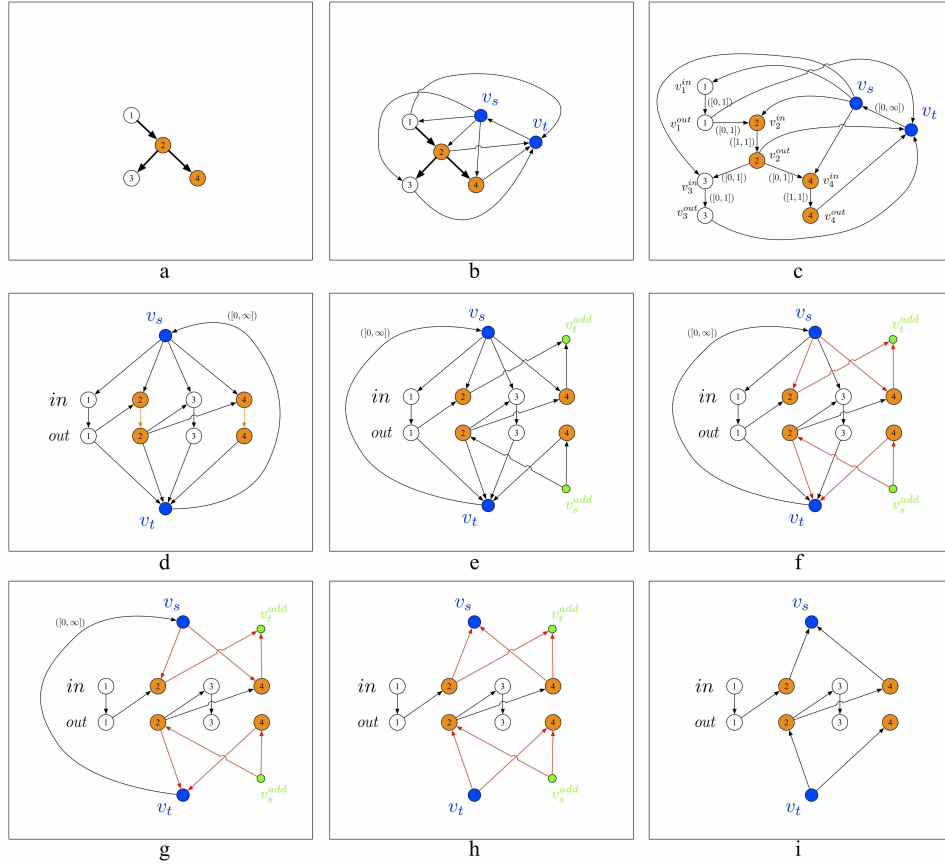 1
2
3 4
a
v_s
1 v_t
2
3 4
b
v_1^{in} 1 v_s
([0,1]) ([0,∞]) v_t
v_1^{out} 1 2 v_2^{in}
([0,1])
([1,1])
2 v_2^{out}
([0,1]) ([0,1])
v_3^{in} 3 4 v_4^{in}
([0,1]) ([1,1])
v_3^{out} 3 4 v_4^{out}
c
v_s ([0,∞])
in 1 2 3 4
out 1 2 3 4
v_t
d
v_s v_t^{add}
([0,∞])
in 1 2 3 4
out 1 2 3 4
v_s^{add}
v_t
e
v_s v_t^{add}
([0,∞])
in 1 2 3 4
out 1 2 3 4
v_s^{add}
v_t
f
v_s v_t^{add}
([0,∞])
in 1 2 3 4
out 1 2 3 4
v_t v_s^{add}
g
v_s v_t^{add}
in 1 2 3 4
out 1 2 3 4
v_t v_s^{add}
h
v_s
in 1 2 3 4
out 1 2 3 4
v_t
i